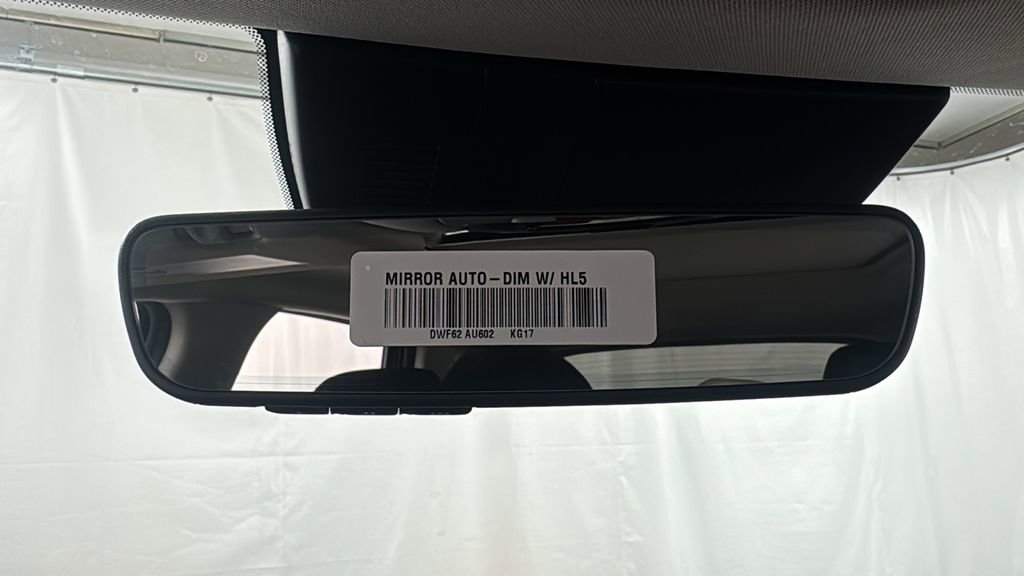 MIRROR AUTO-DIM W/ HL5
DWF62 AU602 KG17